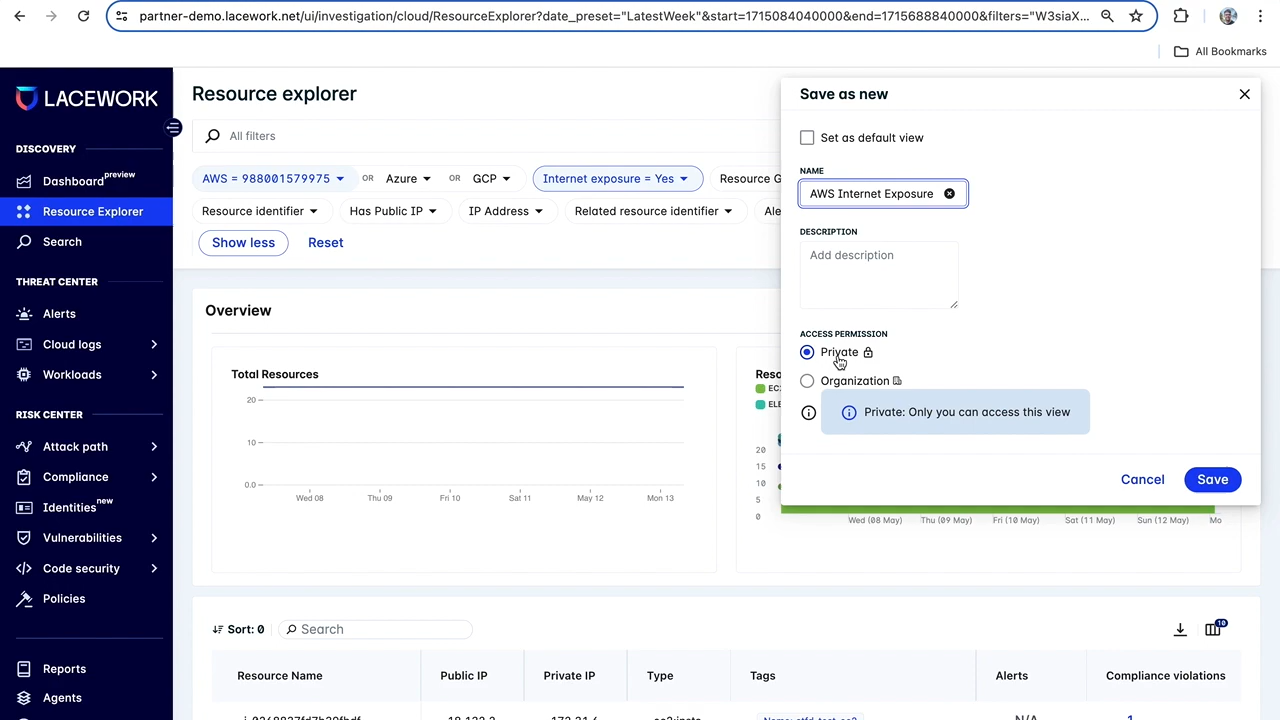 partner-demo.lacework.net/ui/investigation/cloud/ResourceExplorer?date_preset="LatestWeek"&start=1715084040000&end=1715688840000&filters="W3siaX...
All Bookmarks
LACEWORK
DISCOVERY
Dashboard preview
Resource Explorer
Search
THREAT CENTER
Alerts
Cloud logs
Workloads
RISK CENTER
Attack path
Compliance
Identities new
Vulnerabilities
Code security
Policies
Reports
Agents
Resource explorer
All filters
AWS = 988001579975 OR Azure OR GCP Internet exposure = Yes Resource G
Resource identifier Has Public IP IP Address Related resource identifier Ale
Show less Reset
Overview
Total Resources
20
10
0.0
Wed 08 Thu 09 Fri 10 Sat 11 May 12 Mon 13
Reso
EC
ELE
20
15
10
5
0
Wed (08 May) Thu (09 May) Fri (10 May) Sat (11 May) Sun (12 May) Mo
Save as new
Set as default view
NAME
AWS Internet Exposure
DESCRIPTION
Add description
ACCESS PERMISSION
Private
Organization
Private: Only you can access this view
Cancel Save
Sort: 0 Search
10
Resource Name Public IP Private IP Type Tags Alerts Compliance violations
N/A 1